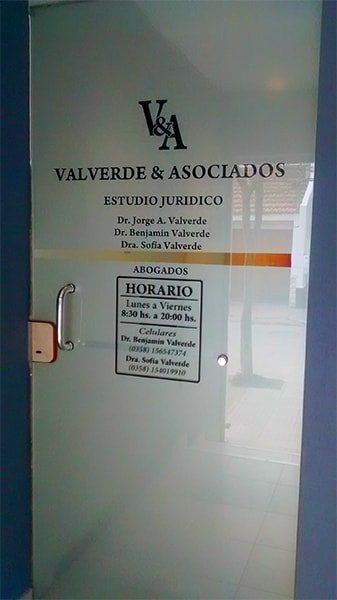 V&A
VALVERDE & ASOCIADOS
ESTUDIO JURIDICO
Dr. Jorge A. Valverde
Dr. Benjamin Valverde
Dra. Sofia Valverde
ABOGADOS
HORARIO
Lunes a Viernes
8:30 hs. a 20:00 hs.
Celulares
Dr. Benjamin Valverde
(0358) 156547374
Dra. Sofia Valverde
(0358) 154019910